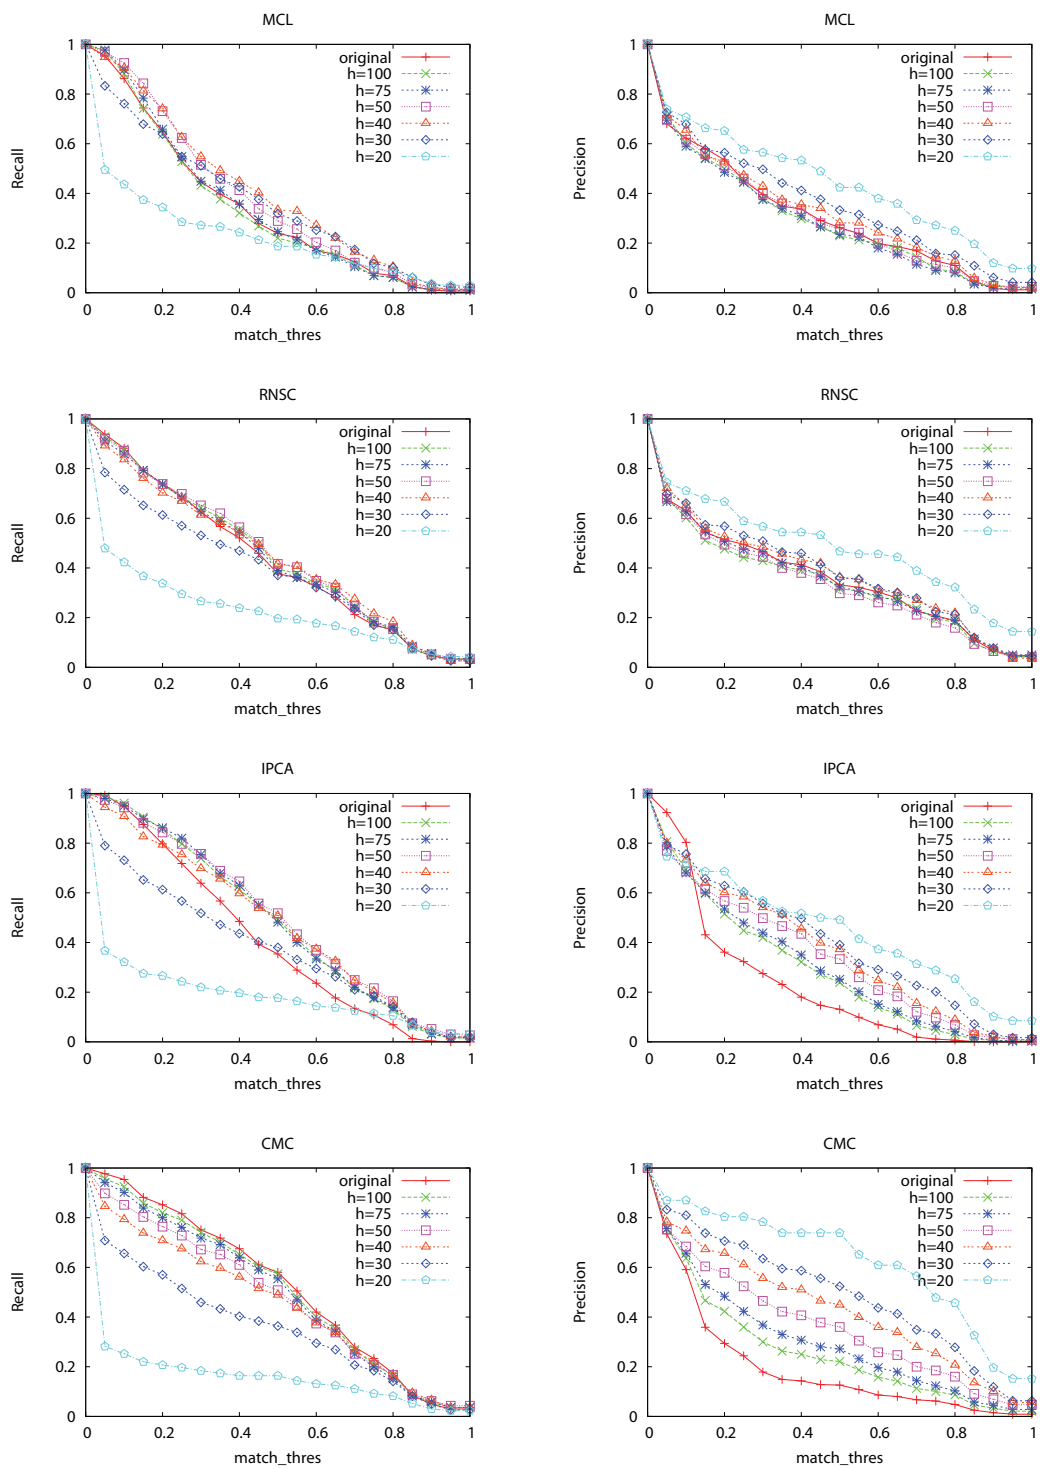 MCL
Recall
1
0.8
0.6
0.4
0.2
0
original
h=100
h=75
h=50
h=40
h=30
h=20
0 0.2 0.4 0.6 0.8 1
match_thres
MCL
Precision
1
0.8
0.6
0.4
0.2
0
original
h=100
h=75
h=50
h=40
h=30
h=20
0 0.2 0.4 0.6 0.8 1
match_thres
RNSC
Recall
1
0.8
0.6
0.4
0.2
0
original
h=100
h=75
h=50
h=40
h=30
h=20
0 0.2 0.4 0.6 0.8 1
match_thres
RNSC
Precision
1
0.8
0.6
0.4
0.2
0
original
h=100
h=75
h=50
h=40
h=30
h=20
0 0.2 0.4 0.6 0.8 1
match_thres
IPCA
Recall
1
0.8
0.6
0.4
0.2
0
original
h=100
h=75
h=50
h=40
h=30
h=20
0 0.2 0.4 0.6 0.8 1
match_thres
IPCA
Precision
1
0.8
0.6
0.4
0.2
0
original
h=100
h=75
h=50
h=40
h=30
h=20
0 0.2 0.4 0.6 0.8 1
match_thres
CMC
Recall
1
0.8
0.6
0.4
0.2
0
original
h=100
h=75
h=50
h=40
h=30
h=20
0 0.2 0.4 0.6 0.8 1
match_thres
CMC
Precision
1
0.8
0.6
0.4
0.2
0
original
h=100
h=75
h=50
h=40
h=30
h=20
0 0.2 0.4 0.6 0.8 1
match_thres